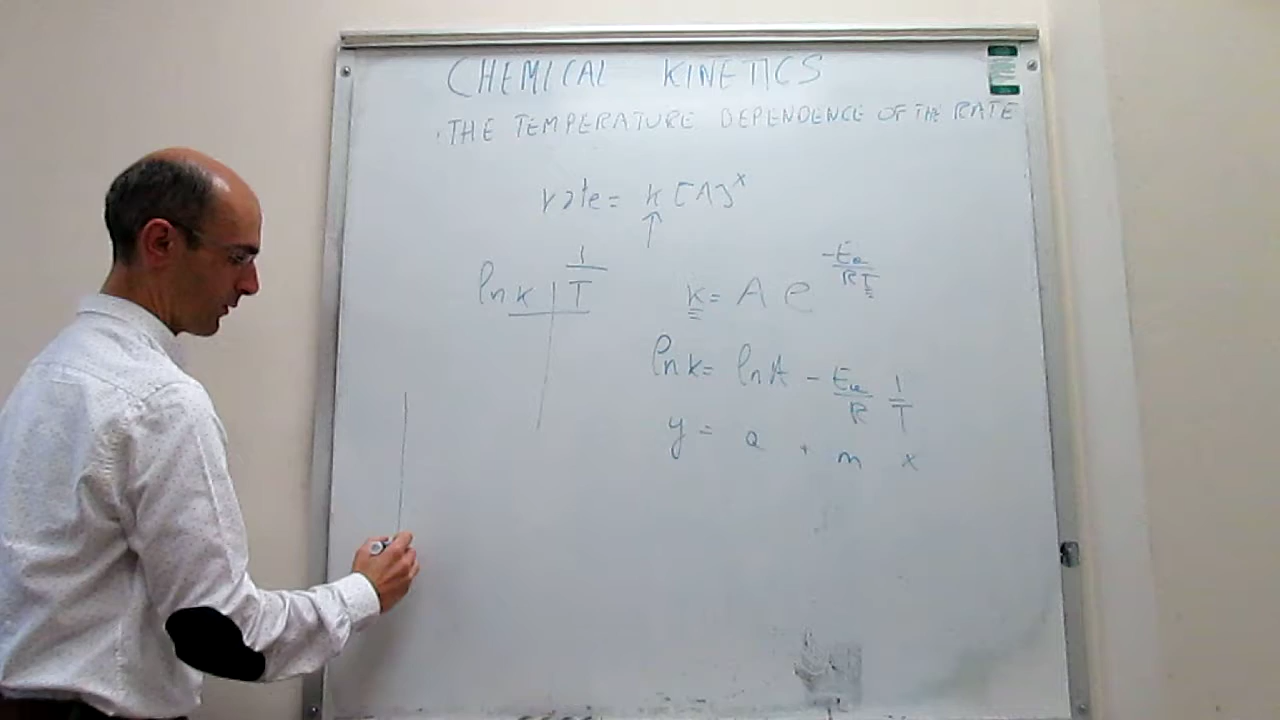 CHEMICAL KINETICS
THE TEMPERATURE DEPENDENCE OF THE RATE
rate = k [A]^x
↑
ln k | 1/T
k = A e^(-Ea/RT)
ln k = ln A - Ea/R 1/T
y = a + m x